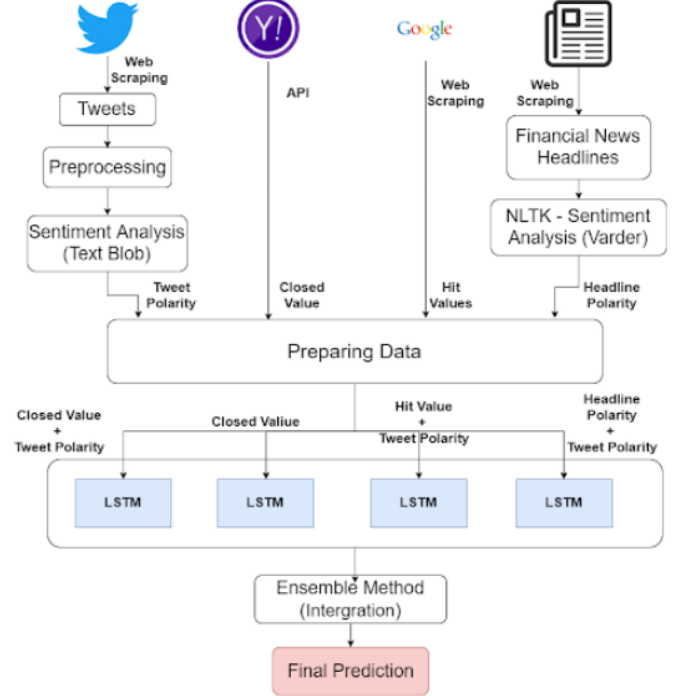 Y!
Google
Web
Scraping
API
Web
Scraping
Web
Scraping
Tweets
Financial News
Headlines
Preprocessing
Sentiment Analysis
(Text Blob)
NLTK - Sentiment
Analysis (Varder)
Tweet
Polarity
Closed
Value
Hit
Values
Headline
Polarity
Preparing Data
Closed Value
+
Tweet Polarity
Closed Valiue
Hit Value
+
Tweet Polarity
Headline
Polarity
+
Tweet Polarity
LSTM
LSTM
LSTM
LSTM
Ensemble Method
(Intergration)
Final Prediction